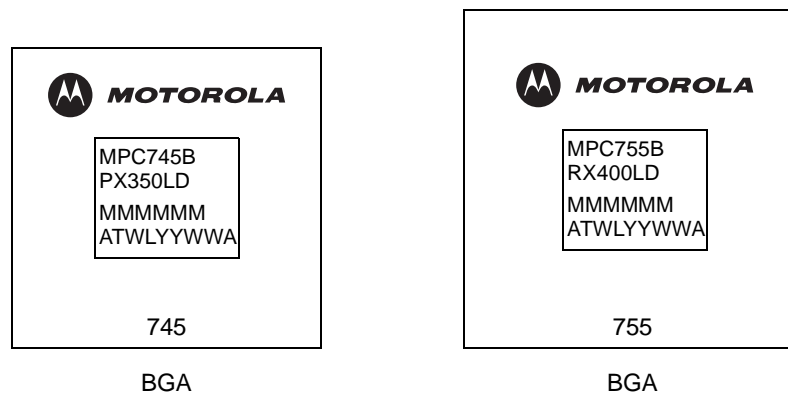 MOTOROLA
MPC745B
PX350LD
MMMMMM
ATWLYYWWA
745
BGA
MOTOROLA
MPC755B
RX400LD
MMMMMM
ATWLYYWWA
755
BGA